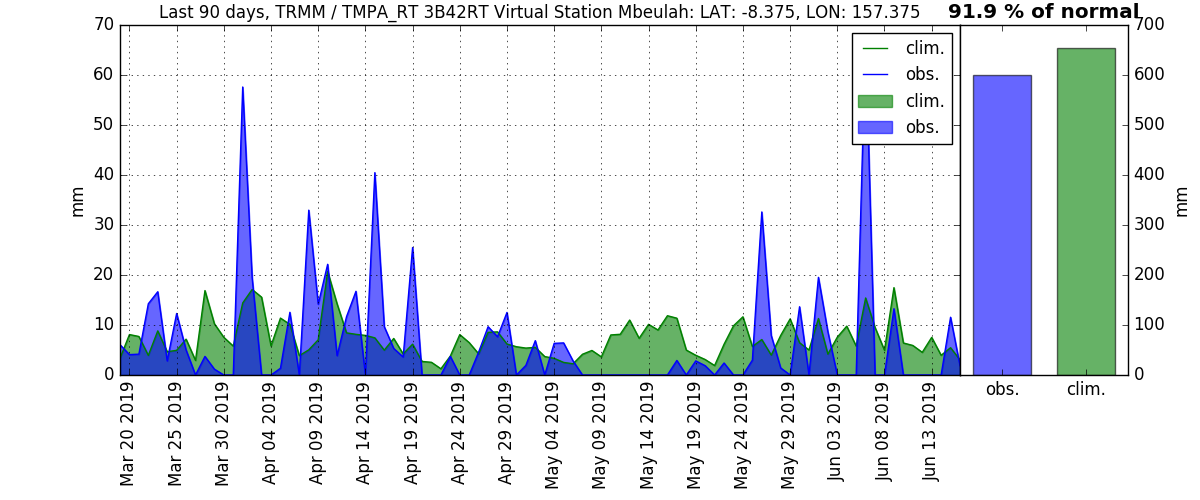 Last 90 days, TRMM / TMPA_RT 3B42RT Virtual Station Mbeulah: LAT: -8.375, LON: 157.375
91.9 % of normal
70
60
50
40
30
20
10
0
mm
clim.
obs.
clim.
obs.
700
600
500
400
300
200
100
0
mm
obs.
clim.
Mar 20 2019
Mar 25 2019
Mar 30 2019
Apr 04 2019
Apr 09 2019
Apr 14 2019
Apr 19 2019
Apr 24 2019
Apr 29 2019
May 04 2019
May 09 2019
May 14 2019
May 19 2019
May 24 2019
May 29 2019
Jun 03 2019
Jun 08 2019
Jun 13 2019